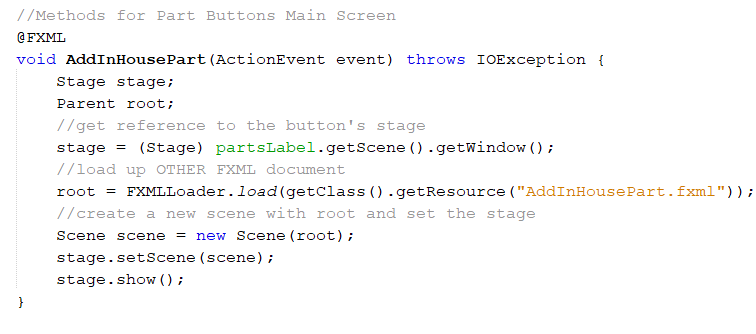 //Methods for Part Buttons Main Screen
@FXML
void AddInHousePart(ActionEvent event) throws IOException {
    Stage stage;
    Parent root;
    //get reference to the button's stage
    stage = (Stage) partsLabel.getScene().getWindow();
    //load up OTHER FXML document
    root = FXMLLoader.load(getClass().getResource("AddInHousePart.fxml"));
    //create a new scene with root and set the stage
    Scene scene = new Scene(root);
    stage.setScene(scene);
    stage.show();
}